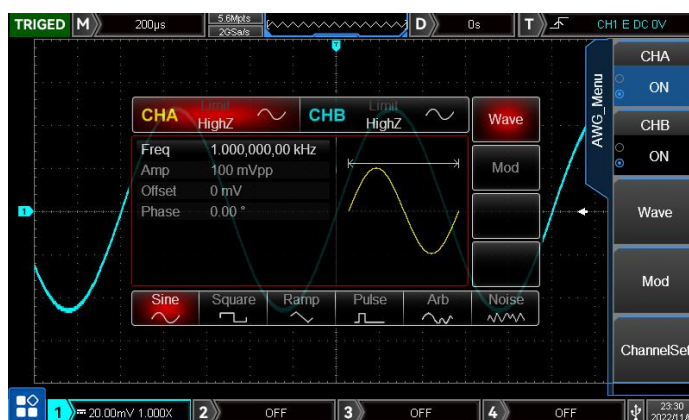 TRIGED M 200μs 5.6Mpts D 0s T CH1 E DC 0V
2GSa/s
CHA
ON
CHB
ON
AWG_Menu
Wave
Mod
ChannelSet
CHA Limit HighZ CHB Limit HighZ Wave
Mod
Freq 1.000,000,00 kHz
Amp 100 mVpp
Offset 0 mV
Phase 0.00 °
Sine Square Ramp Pulse Arb Noise
1
1 20.00mV 1.000X 2 OFF 3 OFF 4 OFF 23:30